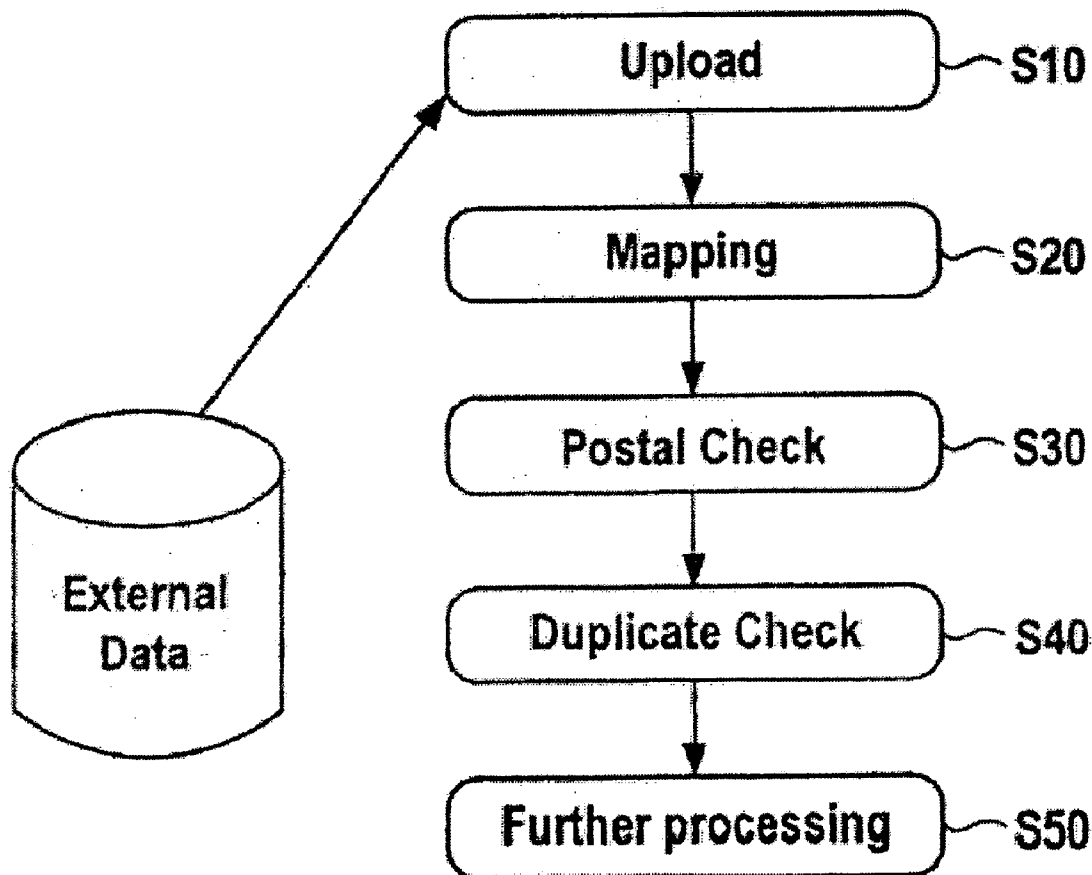 Upload
S10
Mapping
S20
Postal Check
S30
External
Data
Duplicate Check
S40
Further processing
S50